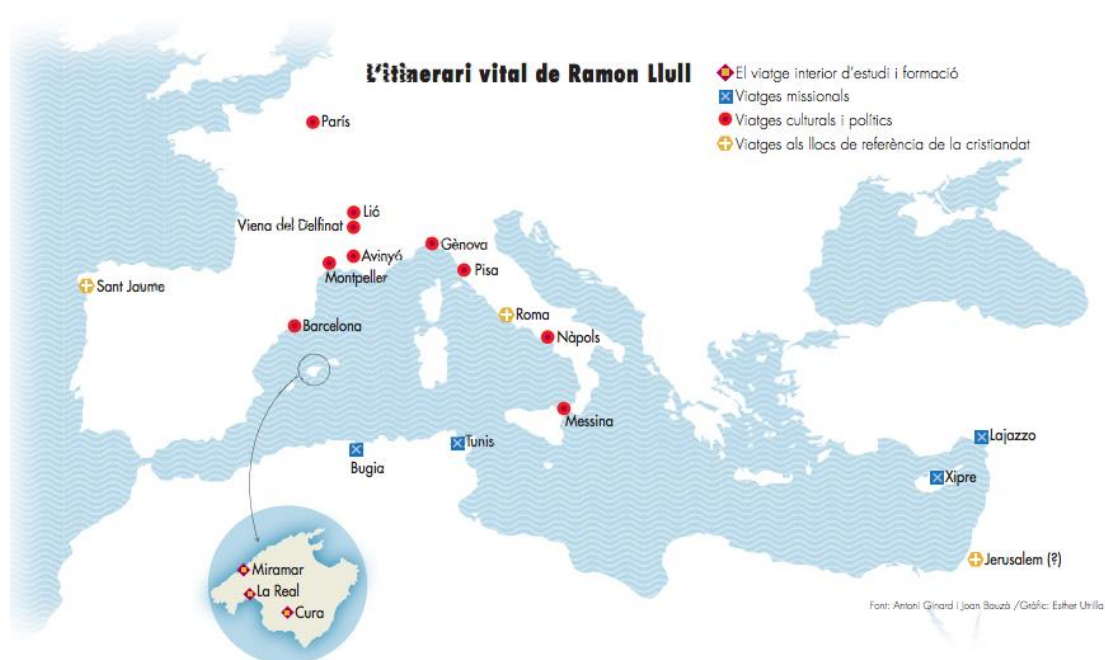 L'itinerari vital de Ramon Llull
El viatge interior d'estudi i formació
Viatges missionals
Viatges culturals i polítics
Viatges als llocs de referència de la cristiandat
París
Lió
Viena del Delfinat
Avinyó
Montpeller
Gènova
Pisa
Sant Jaume
Roma
Barcelona
Nàpols
Messina
Tunis
Bugia
Lajazzo
Xipre
Jerusalem (?)
Miramar
La Real
Cura
Font: Antoni Ginard i Joan Bauzà /Gràfic: Esther Utrilla